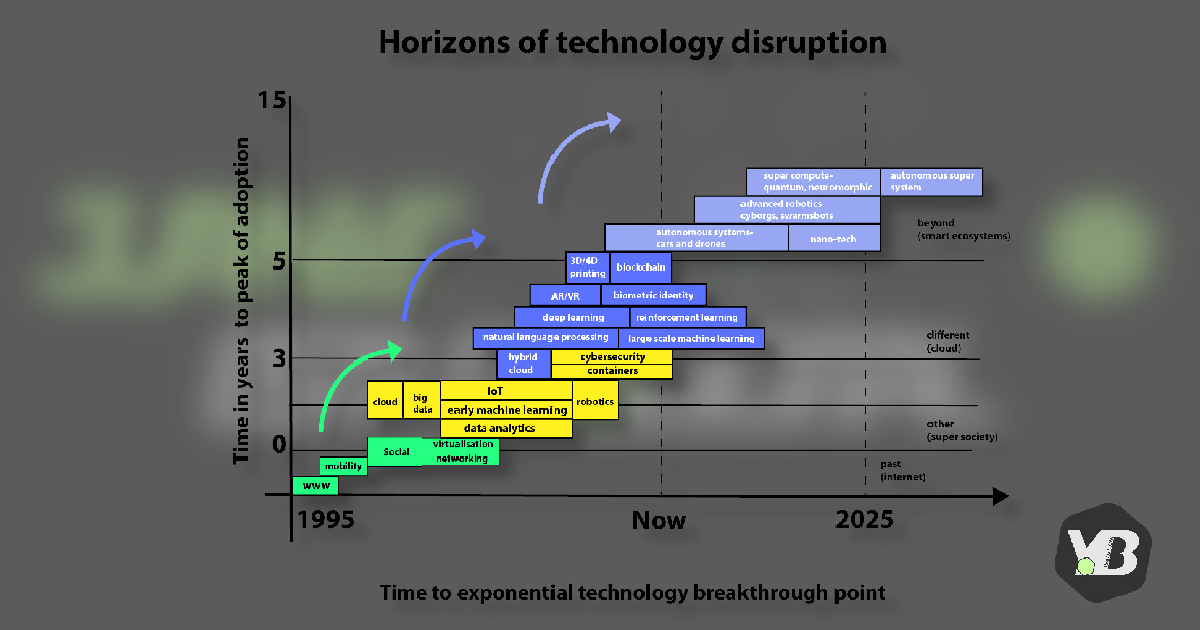 Horizons of technology disruption
15
5
3
0
Time in years to peak of adoption
super compute-
quantum, neuromorphic
autonomous super
system
advanced robotics
cyborgs, swarmsbots
autonomous systems-
cars and drones
nano-tech
beyond
(smart ecosystems)
3D/4D
printing
blockchain
AR/VR
biometric identity
deep learning
reinforcement learning
natural language processing
large scale machine learning
different
(cloud)
hybrid
cloud
cybersecurity
containers
cloud
big
data
IoT
early machine learning
data analytics
robotics
other
(super society)
Social
virtualisation
networking
mobility
www
past
(internet)
1995
Now
2025
Time to exponential technology breakthrough point
YB